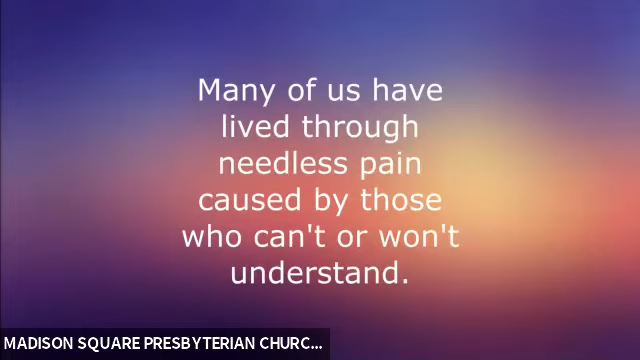 Many of us have
lived through
needless pain
caused by those
who can't or won't
understand.
MADISON SQUARE PRESBYTERIAN CHURC...